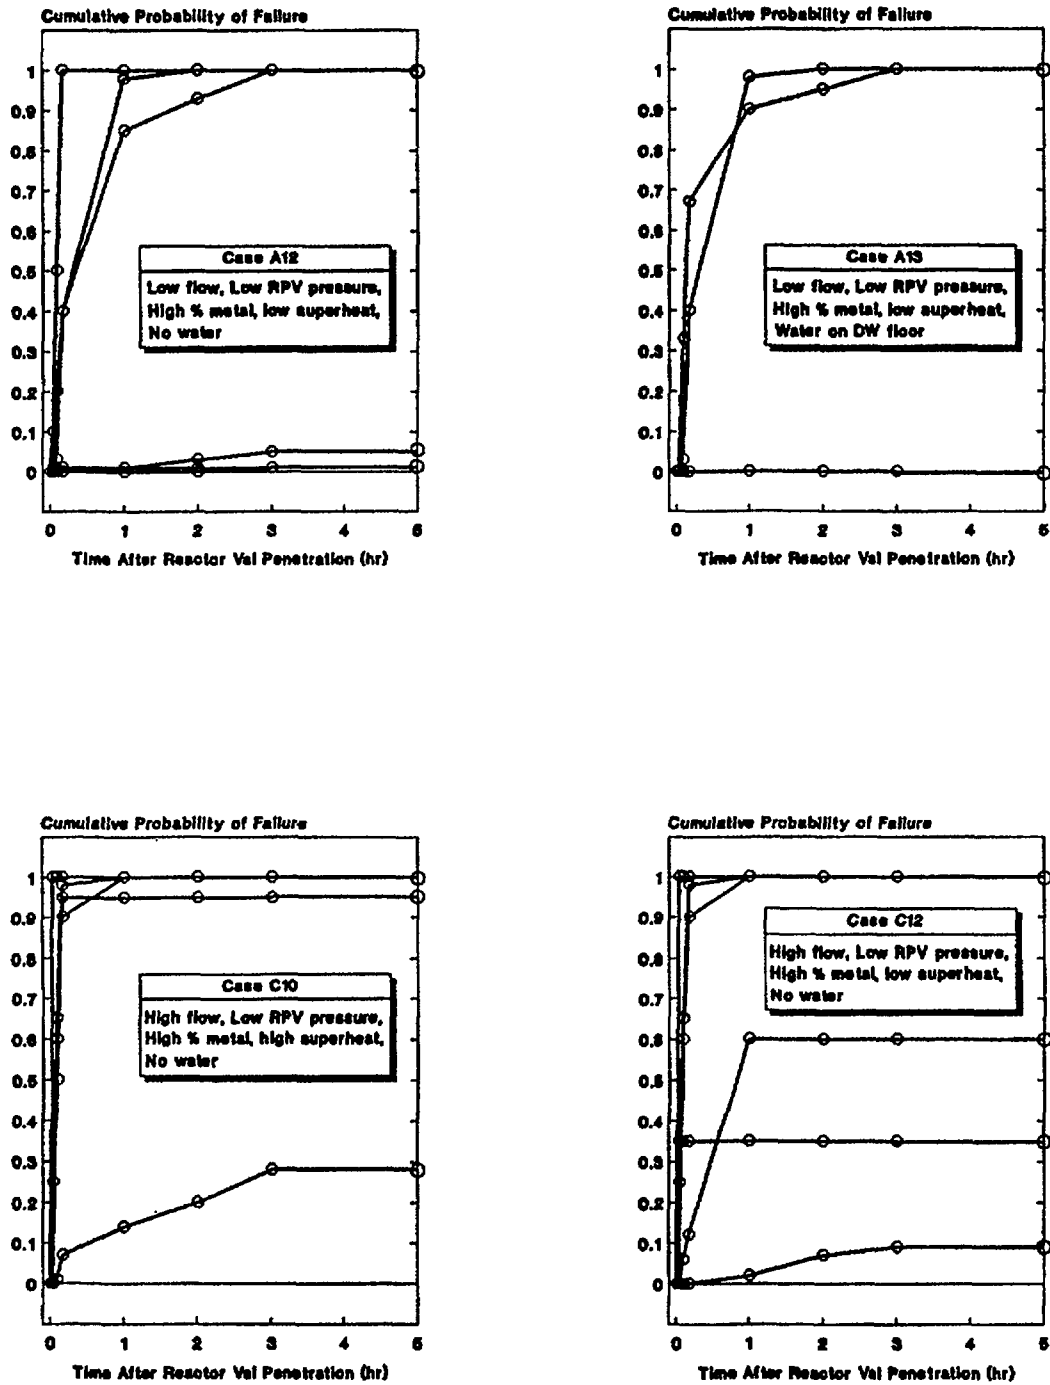 Cumulative Probability of Failure
1
0.9
0.8
0.7
0.6
0.5
0.4
0.3
0.2
0.1
0
Case A12
Low flow, Low RPV pressure,
High % metal, low superheat,
No water
0 1 2 3 4 5
Time After Reactor Vsl Penetration (hr)
Cumulative Probability of Failure
1
0.9
0.8
0.7
0.6
0.5
0.4
0.3
0.2
0.1
0
Case A13
Low flow, Low RPV pressure,
High % metal, low superheat,
Water on DW floor
0 1 2 3 4 5
Time After Reactor Vsl Penetration (hr)
Cumulative Probability of Failure
1
0.9
0.8
0.7
0.6
0.5
0.4
0.3
0.2
0.1
0
Case C10
High flow, Low RPV pressure,
High % metal, high superheat,
No water
0 1 2 3 4 5
Time After Reactor Vsl Penetration (hr)
Cumulative Probability of Failure
1
0.9
0.8
0.7
0.6
0.5
0.4
0.3
0.2
0.1
0
Case C12
High flow, Low RPV pressure,
High % metal, low superheat,
No water
0 1 2 3 4 5
Time After Reactor Vsl Penetration (hr)